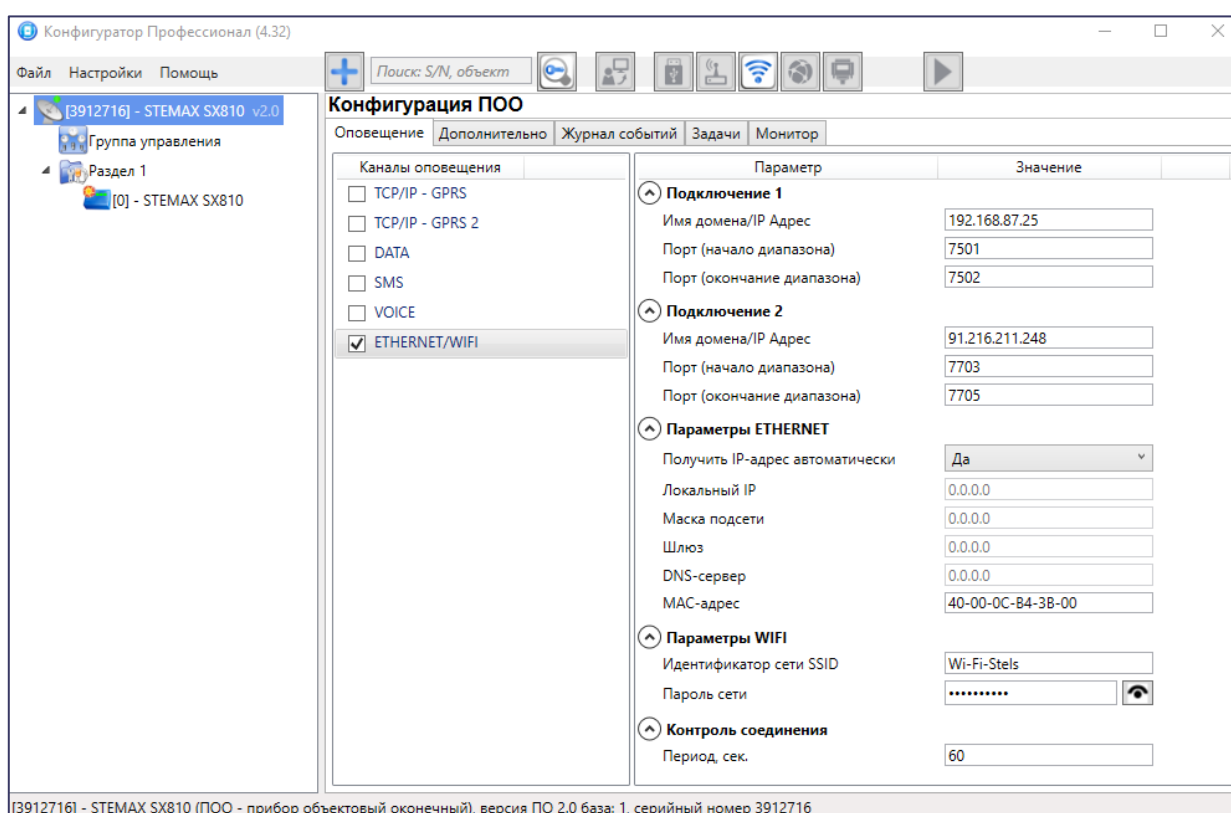 Конфигуратор Профессионал (4.32)
Файл Настройки Помощь
Поиск: S/N, объект
[3912716] - STEMAX SX810 v2.0
Группа управления
Раздел 1
[0] - STEMAX SX810
Конфигурация ПОО
Оповещение Дополнительно Журнал событий Задачи Монитор
Каналы оповещения
TCP/IP - GPRS
TCP/IP - GPRS 2
DATA
SMS
VOICE
ETHERNET/WIFI
Параметр Значение
Подключение 1
Имя домена/IP Адрес 192.168.87.25
Порт (начало диапазона) 7501
Порт (окончание диапазона) 7502
Подключение 2
Имя домена/IP Адрес 91.216.211.248
Порт (начало диапазона) 7703
Порт (окончание диапазона) 7705
Параметры ETHERNET
Получить IP-адрес автоматически Да
Локальный IP 0.0.0.0
Маска подсети 0.0.0.0
Шлюз 0.0.0.0
DNS-сервер 0.0.0.0
MAC-адрес 40-00-0C-B4-3B-00
Параметры WIFI
Идентификатор сети SSID Wi-Fi-Stels
Пароль сети ••••••••••
Контроль соединения
Период, сек. 60
[3912716] - STEMAX SX810 (ПОО - прибор объектовый оконечный), версия ПО 2.0 база: 1, серийный номер 3912716